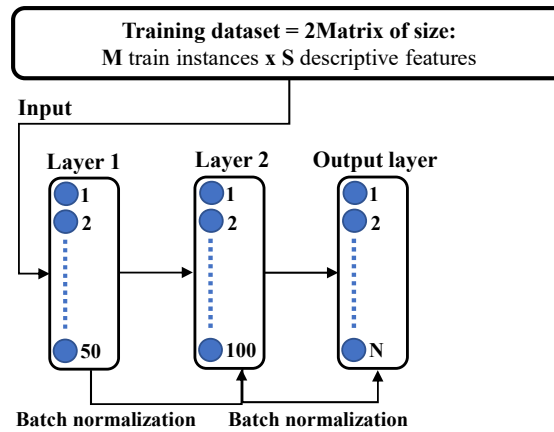 Training dataset = 2Matrix of size:
M train instances x S descriptive features
Input
Layer 1
Layer 2
Output layer
1
2
50
1
2
100
1
2
N
Batch normalization
Batch normalization